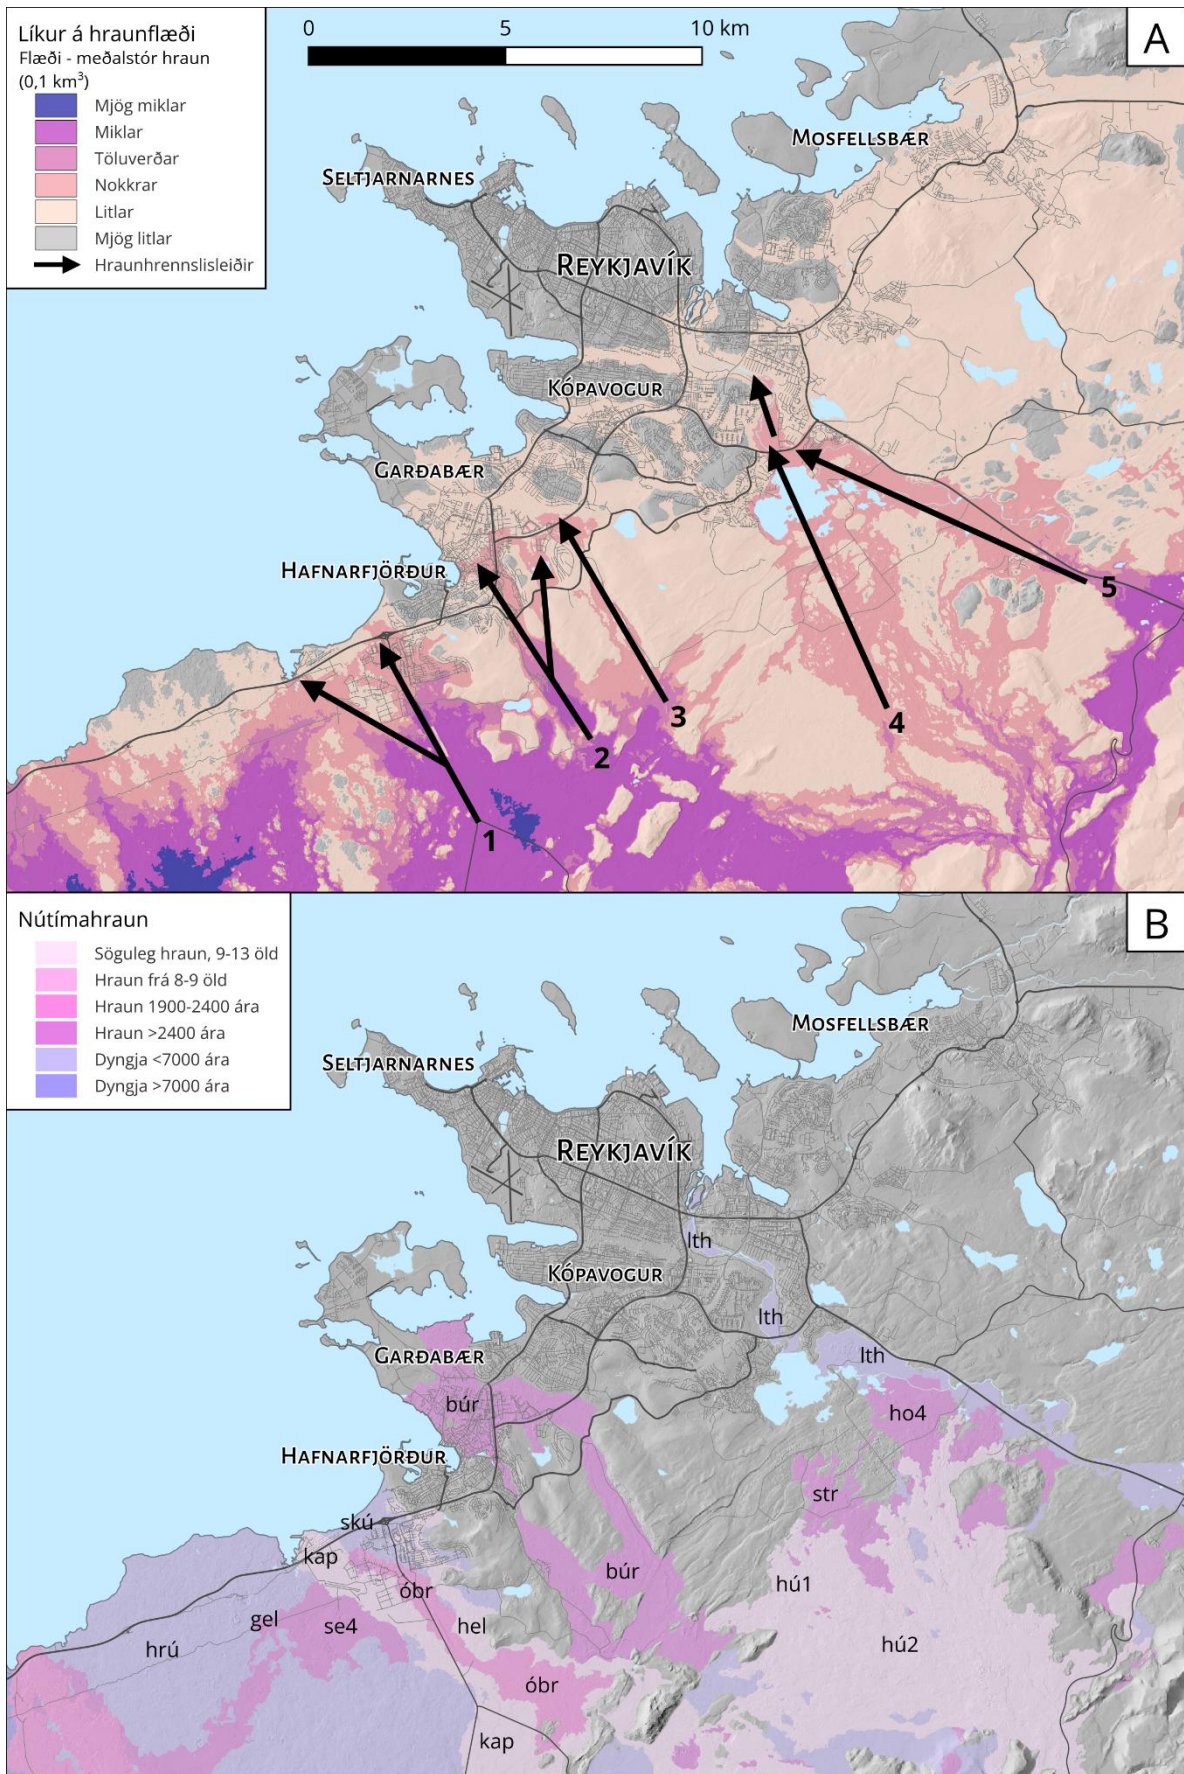 Líkur á hraunflæði
Flæði - meðalstór hraun
(0,1 km³)
Mjög miklar
Miklar
Töluverðar
Nokkrar
Litlar
Mjög litlar
Hraunhrennslisleiðir
0 5 10 km
A
Mosfellsbær
Seltjarnarnes
Reykjavík
Kópavogur
Garðabær
Hafnarfjörður
5
3
4
2
1
Nútímahraun
Söguleg hraun, 9-13 öld
Hraun frá 8-9 öld
Hraun 1900-2400 ára
Hraun >2400 ára
Dyngja <7000 ára
Dyngja >7000 ára
B
Mosfellsbær
Seltjarnarnes
Reykjavík
lth
Kópavogur
lth
Garðabær
lth
búr
ho4
Hafnarfjörður
str
skú
kap
búr
hú1
óbr
gel
se4
hel
hrú
hú2
óbr
kap